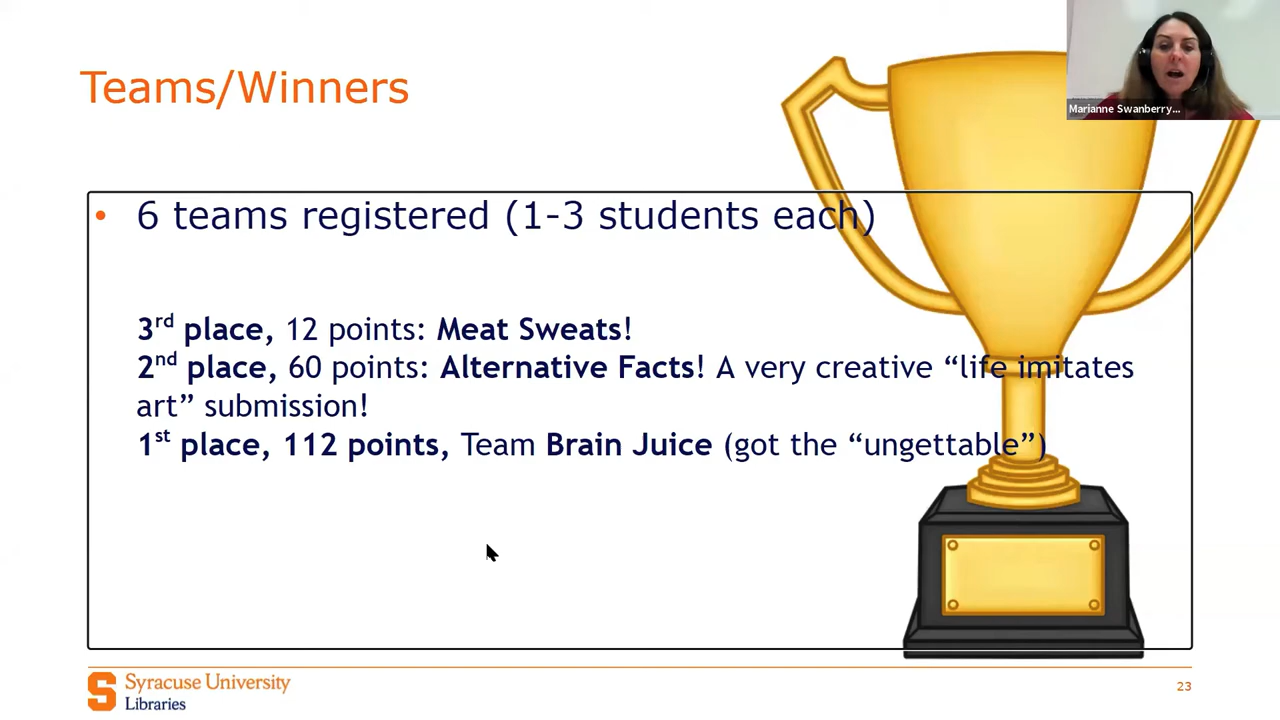 Teams/Winners
Marianne Swanberry...
• 6 teams registered (1-3 students each)
3rd place, 12 points: Meat Sweats!
2nd place, 60 points: Alternative Facts! A very creative “life imitates
art” submission!
1st place, 112 points, Team Brain Juice (got the “ungettable”)
S Syracuse University
Libraries
23